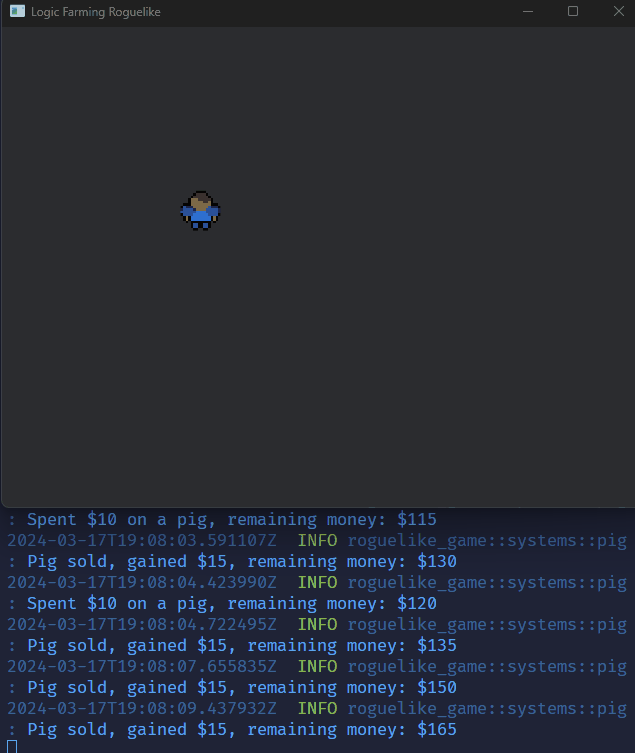 Logic Farming Roguelike
: Spent $10 on a pig, remaining money: $115
2024-03-17T19:08:03.591107Z  INFO roguelike_game::systems::pig
: Pig sold, gained $15, remaining money: $130
2024-03-17T19:08:04.423990Z  INFO roguelike_game::systems::pig
: Spent $10 on a pig, remaining money: $120
2024-03-17T19:08:04.722495Z  INFO roguelike_game::systems::pig
: Pig sold, gained $15, remaining money: $135
2024-03-17T19:08:07.655835Z  INFO roguelike_game::systems::pig
: Pig sold, gained $15, remaining money: $150
2024-03-17T19:08:09.437932Z  INFO roguelike_game::systems::pig
: Pig sold, gained $15, remaining money: $165